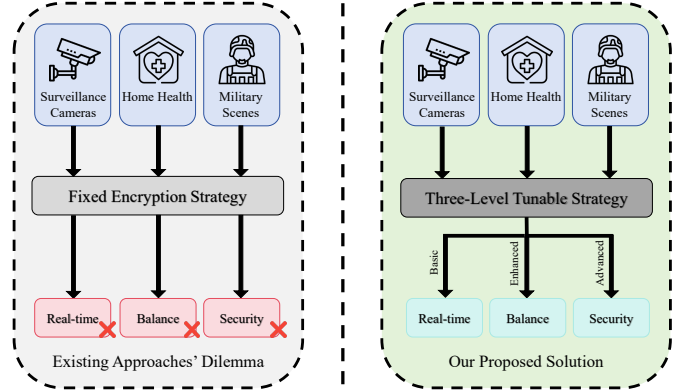 Surveillance
Cameras
Home Health
Military
Scenes
Fixed Encryption Strategy
Real-time
Balance
Security
Existing Approaches’ Dilemma
Surveillance
Cameras
Home Health
Military
Scenes
Three-Level Tunable Strategy
Basic
Enhanced
Advanced
Real-time
Balance
Security
Our Proposed Solution